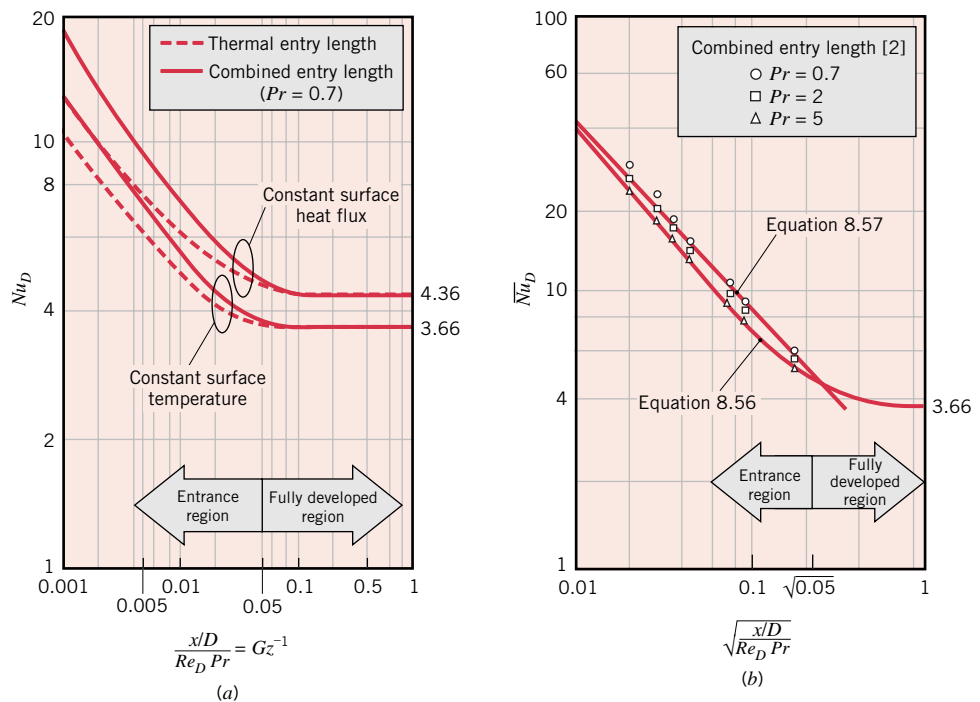 20
10
8
4
2
1
Nu_D
Thermal entry length
Combined entry length
(Pr = 0.7)
Constant surface
heat flux
4.36
3.66
Constant surface
temperature
Entrance
region
Fully developed
region
0.001
0.005
0.01
0.05
0.1
0.5
1
x/D
Re_D Pr
= Gz⁻¹
(a)
100
60
20
10
8
6
4
2
1
N̅u̅_D
Combined entry length [2]
Pr = 0.7
Pr = 2
Pr = 5
Equation 8.57
Equation 8.56
3.66
Entrance
region
Fully
developed
region
0.01
0.1
√0.05
1
√
x/D
Re_D Pr
(b)